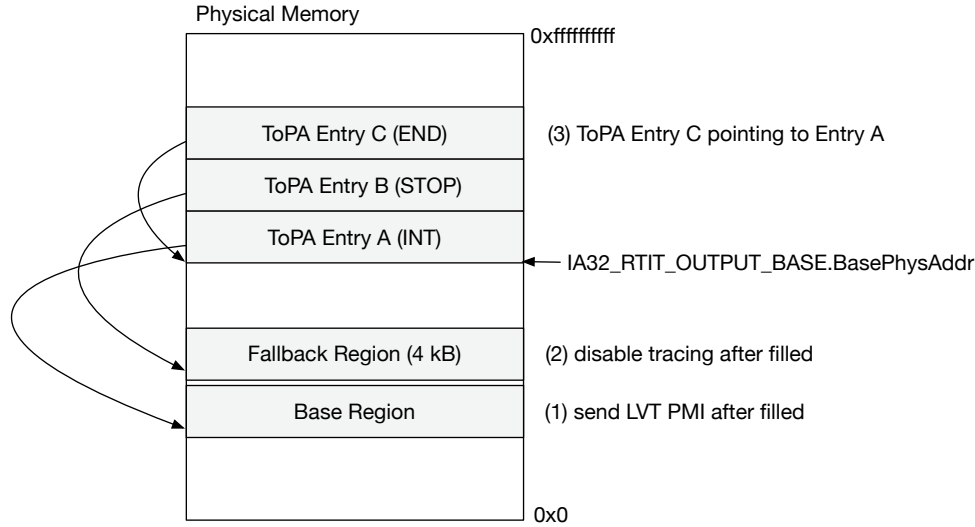 Physical Memory
0xffffffffff
ToPA Entry C (END)
(3) ToPA Entry C pointing to Entry A
ToPA Entry B (STOP)
ToPA Entry A (INT)
IA32_RTIT_OUTPUT_BASE.BasePhysAddr
Fallback Region (4 kB)
(2) disable tracing after filled
Base Region
(1) send LVT PMI after filled
0x0